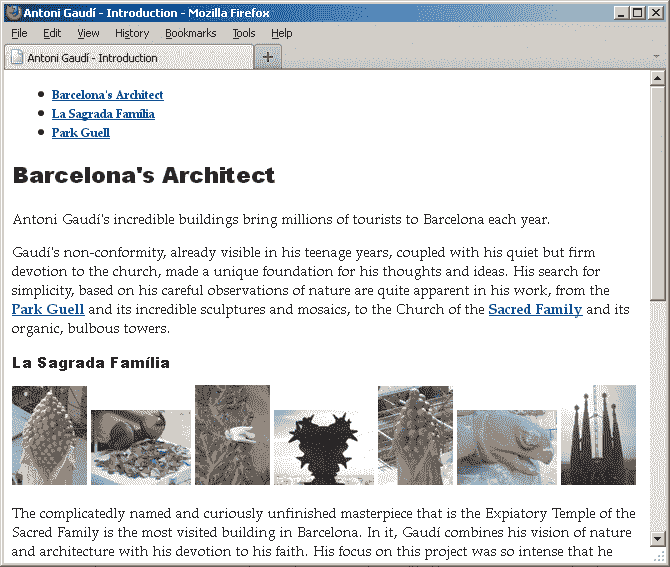 Antoni Gaudí - Introduction - Mozilla Firefox
File Edit View History Bookmarks Tools Help
Antoni Gaudí - Introduction
Barcelona's Architect
La Sagrada Família
Park Guell
Barcelona's Architect
Antoni Gaudí's incredible buildings bring millions of tourists to Barcelona each year.
Gaudí's non-conformity, already visible in his teenage years, coupled with his quiet but firm
devotion to the church, made a unique foundation for his thoughts and ideas. His search for
simplicity, based on his careful observations of nature are quite apparent in his work, from the
Park Guell and its incredible sculptures and mosaics, to the Church of the Sacred Family and its
organic, bulbous towers.
La Sagrada Família
The complicatedly named and curiously unfinished masterpiece that is the Expiatory Temple of the
Sacred Family is the most visited building in Barcelona. In it, Gaudí combines his vision of nature
and architecture with his devotion to his faith. His focus on this project was so intense that he